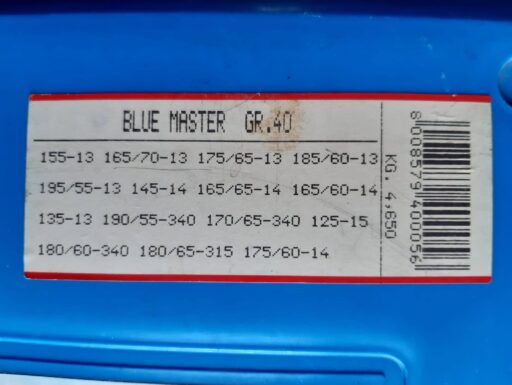 BLUE MASTER GR.40
155-13 165/70-13 175/65-13 185/60-13
195/55-13 145-14 165/65-14 165/60-14
135-13 190/55-340 170/65-340 125-15
180/60-340 180/65-315 175/60-14
KG. 4,650
8008579400056